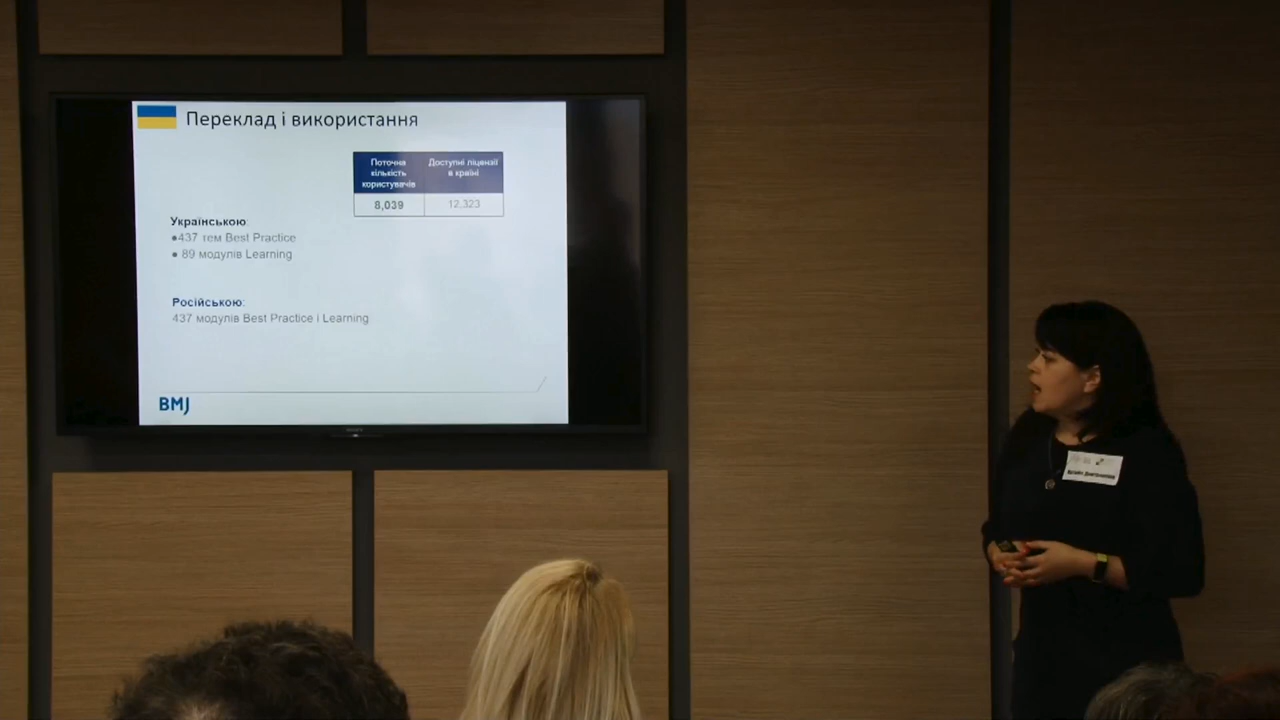 Переклад і використання
Поточна кількість користувачів
Доступні ліцензії в країні
8,039
12,323
Українською:
●437 тем Best Practice
● 89 модулів Learning
Російською:
437 модулів Best Practice і Learning
BMJ